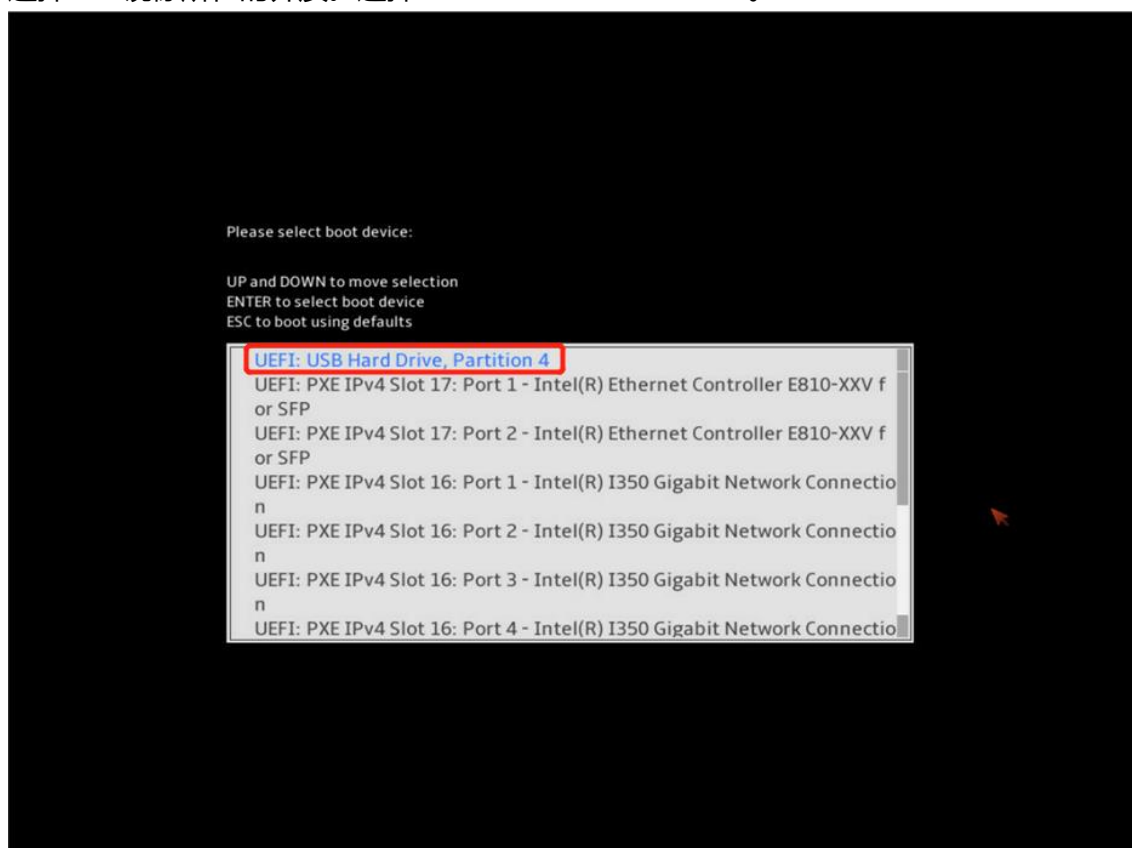 Please select boot device:
UP and DOWN to move selection
ENTER to select boot device
ESC to boot using defaults
UEFI: USB Hard Drive, Partition 4
UEFI: PXE IPv4 Slot 17: Port 1 - Intel(R) Ethernet Controller E810-XXV f
or SFP
UEFI: PXE IPv4 Slot 17: Port 2 - Intel(R) Ethernet Controller E810-XXV f
or SFP
UEFI: PXE IPv4 Slot 16: Port 1 - Intel(R) I350 Gigabit Network Connectio
n
UEFI: PXE IPv4 Slot 16: Port 2 - Intel(R) I350 Gigabit Network Connectio
n
UEFI: PXE IPv4 Slot 16: Port 3 - Intel(R) I350 Gigabit Network Connectio
n
UEFI: PXE IPv4 Slot 16: Port 4 - Intel(R) I350 Gigabit Network Connectio